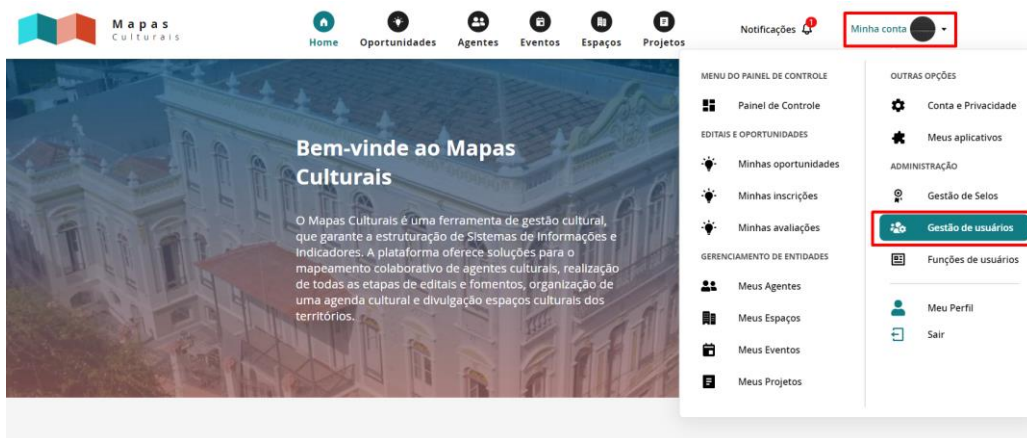 Mapas
Culturais
Home
Oportunidades
Agentes
Eventos
Espaços
Projetos
Notificações
Minha conta
Bem-vinde ao Mapas
Culturais
O Mapas Culturais é uma ferramenta de gestão cultural,
que garante a estruturação de Sistemas de Informações e
Indicadores. A plataforma oferece soluções para o
mapeamento colaborativo de agentes culturais, realização
de todas as etapas de editais e fomentos, organização de
uma agenda cultural e divulgação espaços culturais dos
territórios.
MENU DO PAINEL DE CONTROLE
Painel de Controle
EDITAIS E OPORTUNIDADES
Minhas oportunidades
Minhas inscrições
Minhas avaliações
GERENCIAMENTO DE ENTIDADES
Meus Agentes
Meus Espaços
Meus Eventos
Meus Projetos
OUTRAS OPÇÕES
Conta e Privacidade
Meus aplicativos
ADMINISTRAÇÃO
Gestão de Selos
Gestão de usuários
Funções de usuários
Meu Perfil
Sair